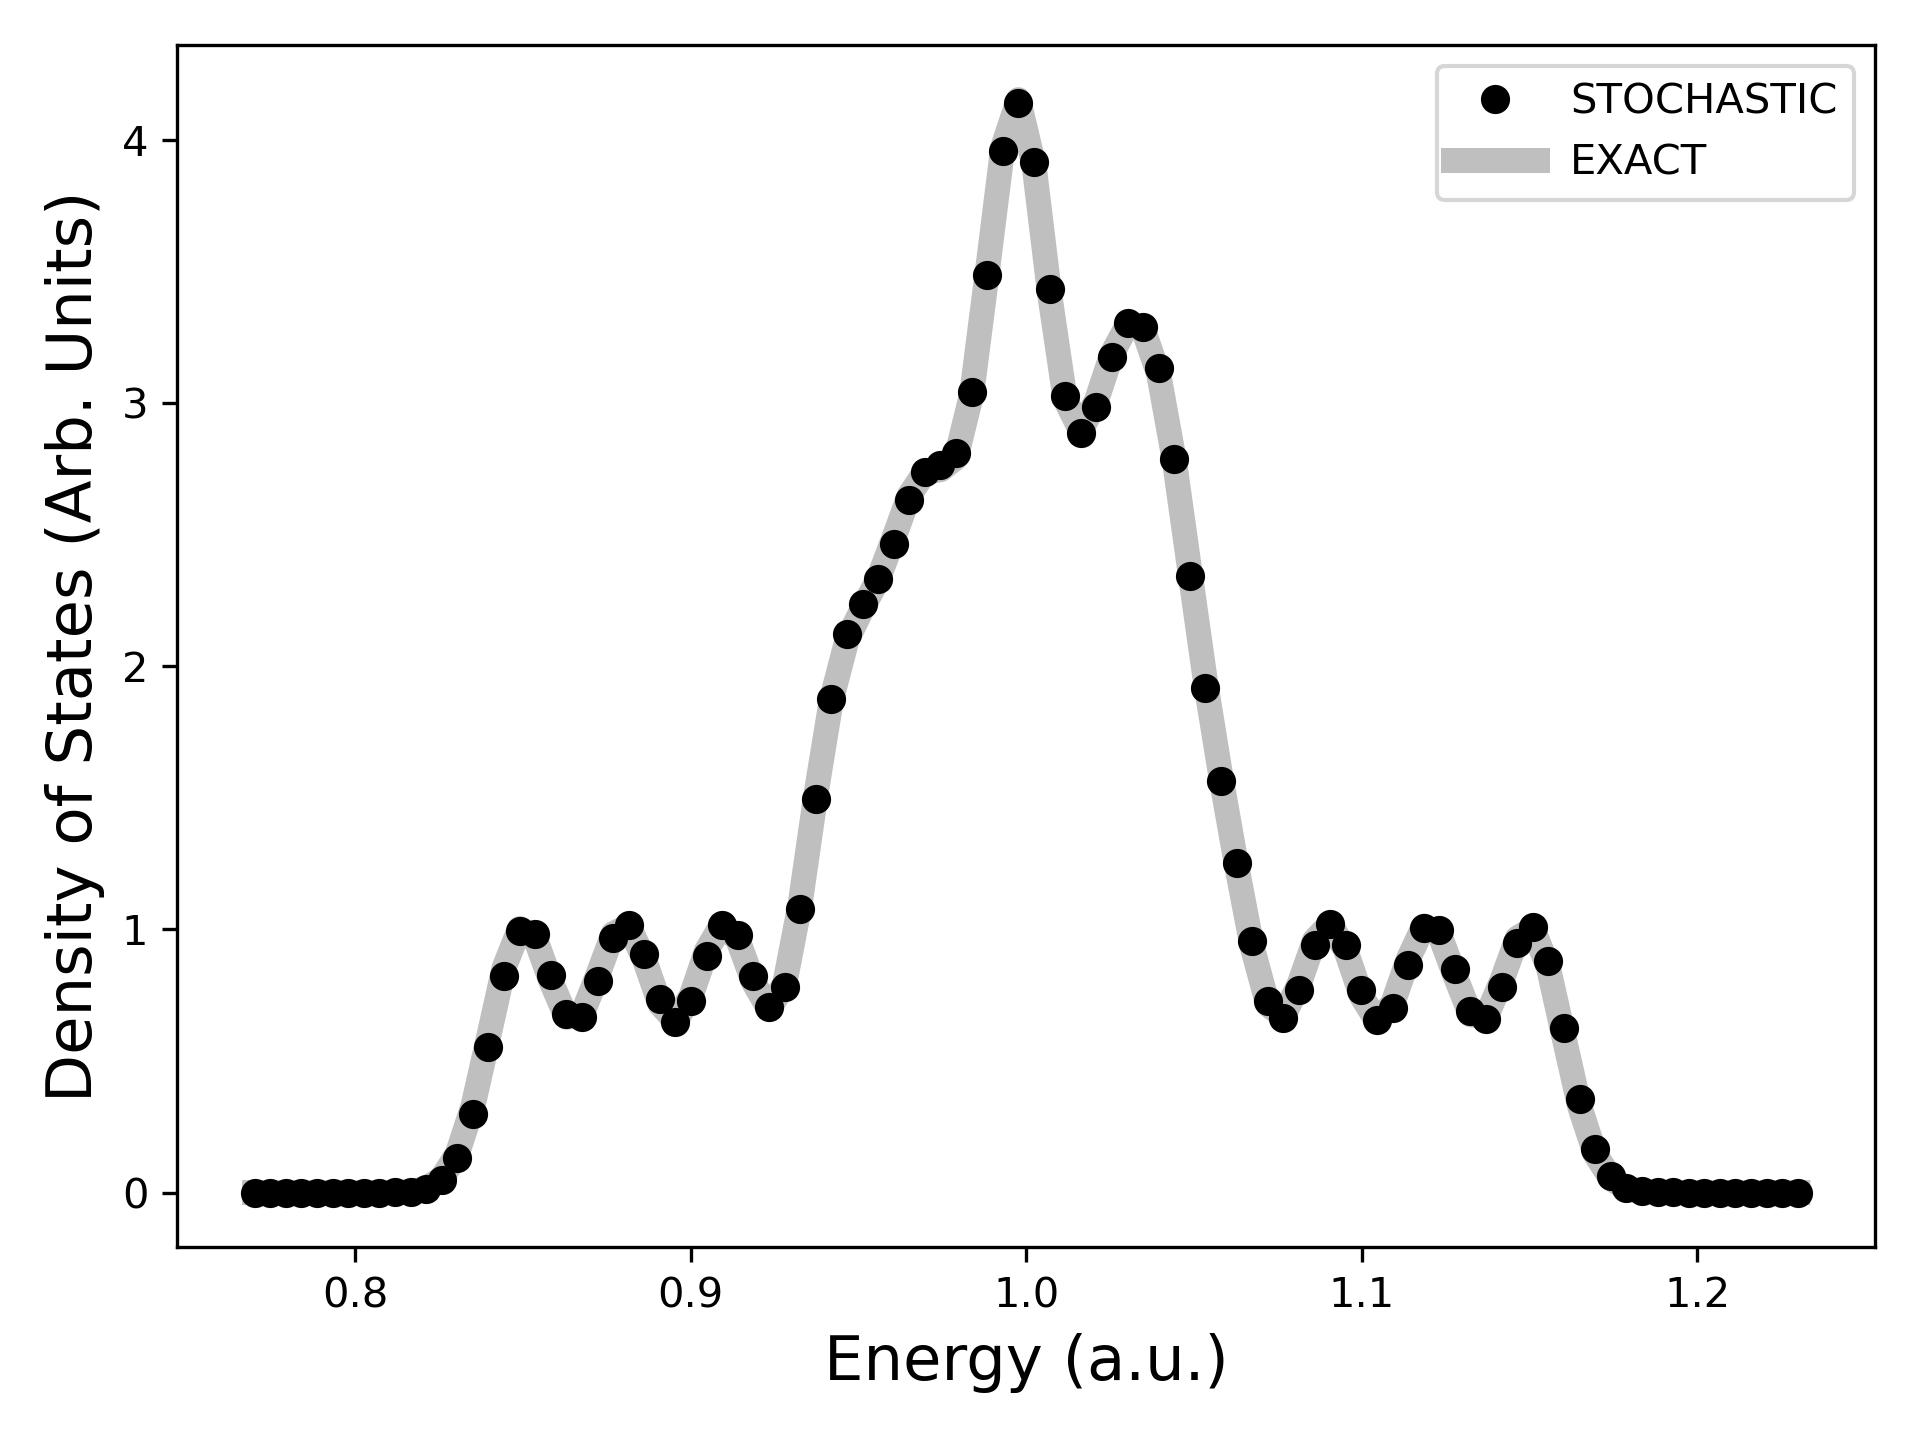 STOCHASTIC
EXACT
Density of States (Arb. Units)
4
3
2
1
0
0.8 0.9 1.0 1.1 1.2
Energy (a.u.)